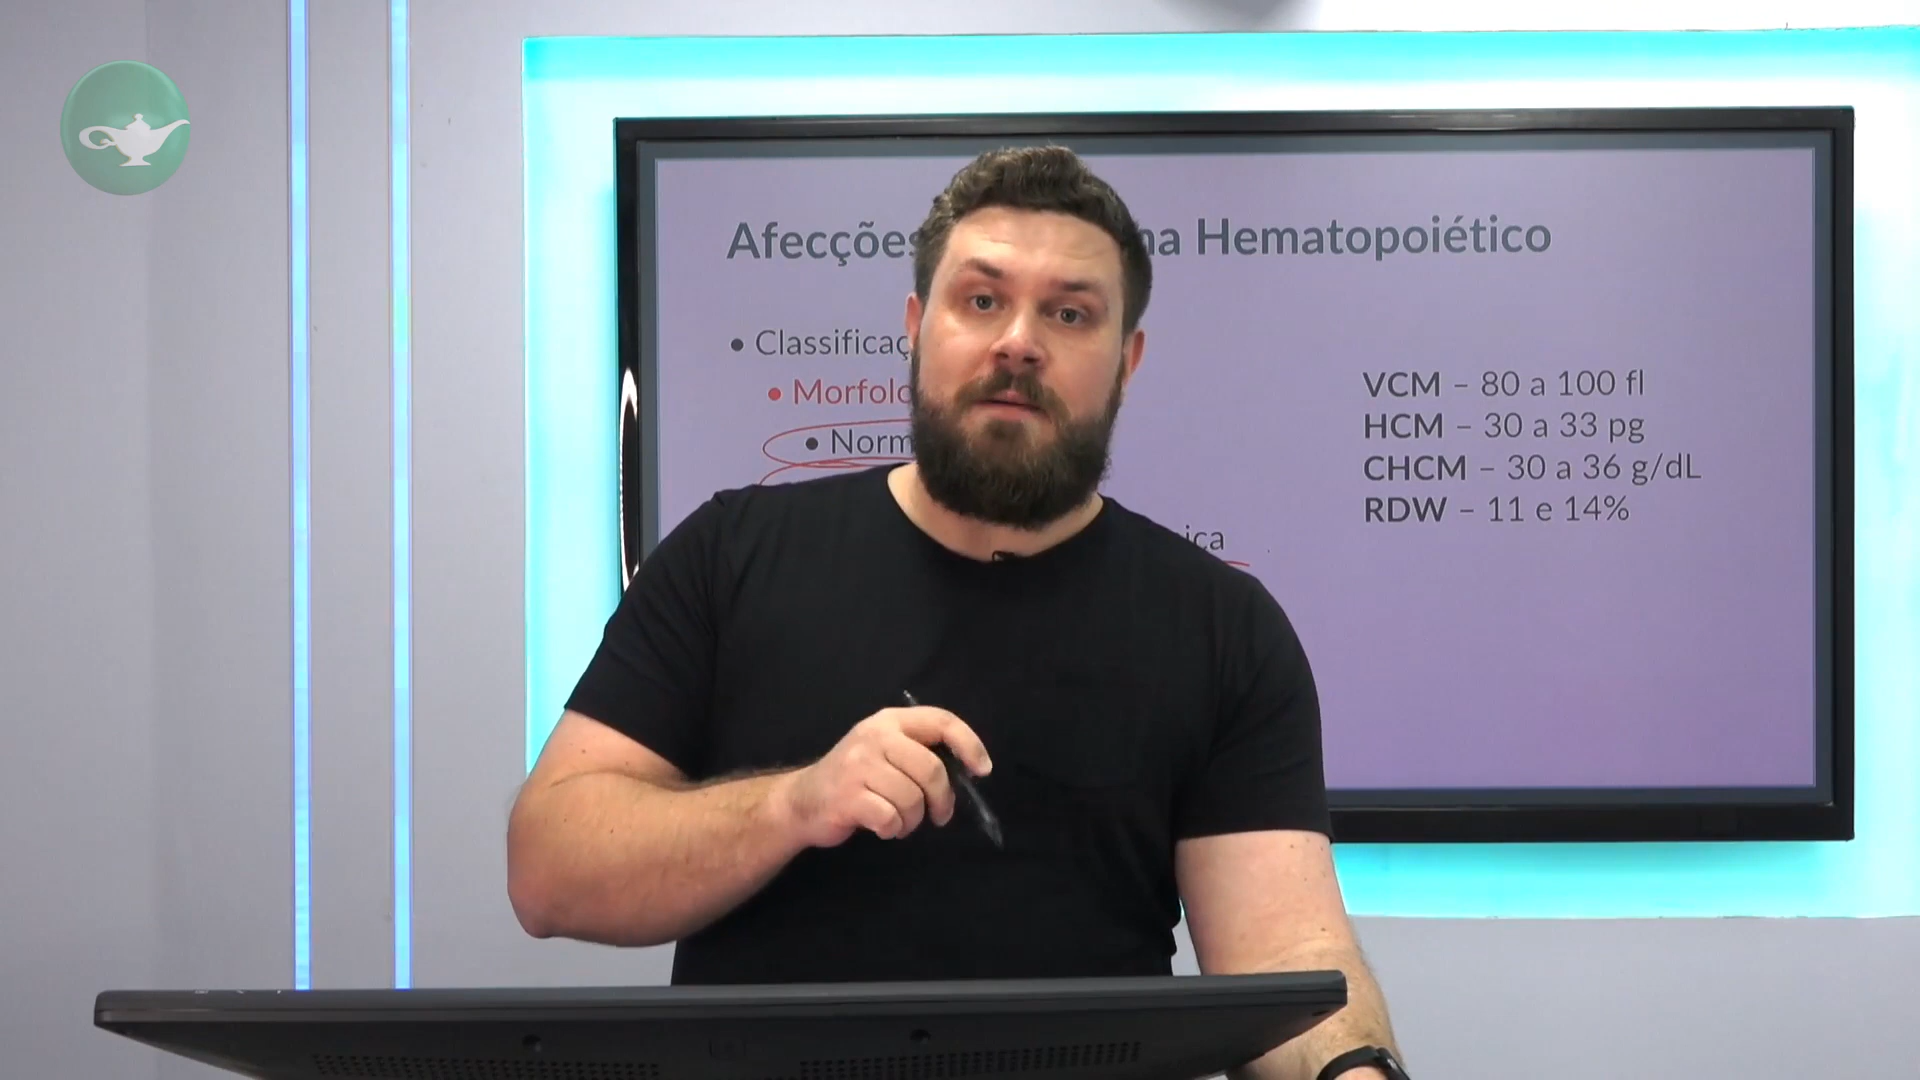 Afecções na Hematopoiético
• Classificaç
• Morfolo
• Norm
ica
VCM – 80 a 100 fl
HCM – 30 a 33 pg
CHCM – 30 a 36 g/dL
RDW – 11 e 14%